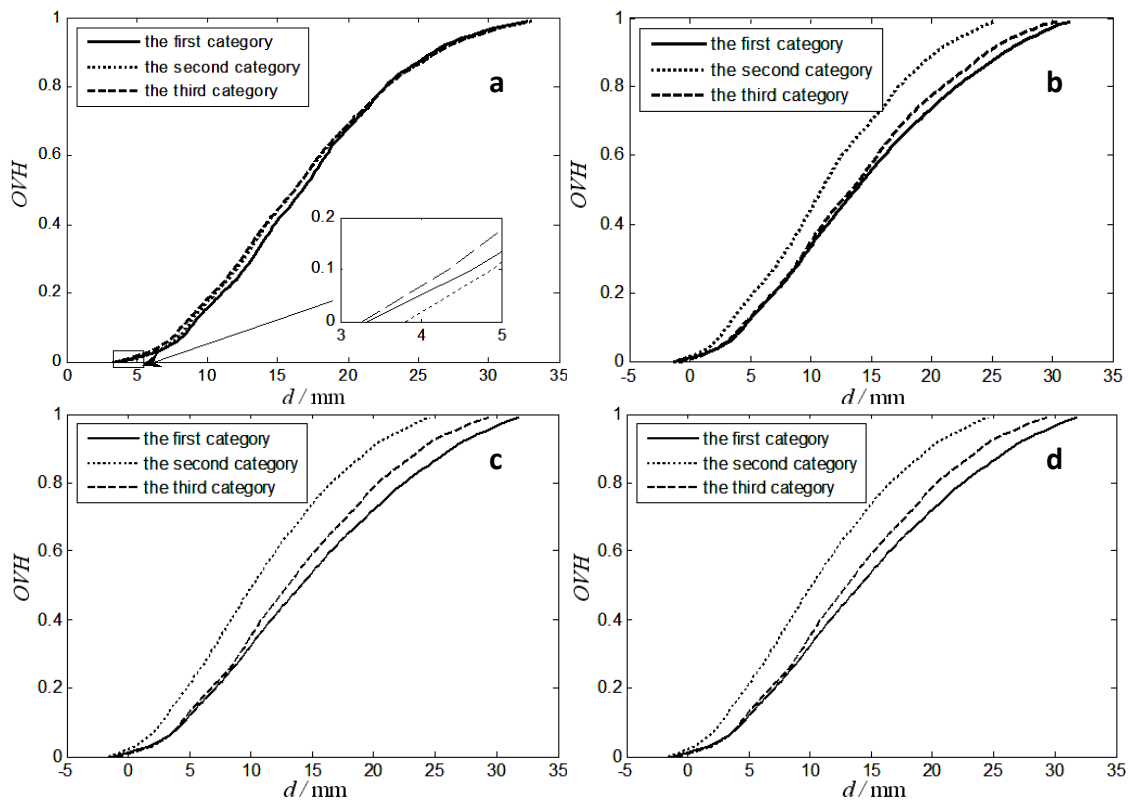 1
0.8
0.6
0.4
0.2
0
OVH
the first category
the second category
the third category
a
0.2
0.1
0
3 4 5
0 5 10 15 20 25 30 35
d / mm
1
0.8
0.6
0.4
0.2
0
OVH
the first category
the second category
the third category
b
-5 0 5 10 15 20 25 30 35
d / mm
1
0.8
0.6
0.4
0.2
0
OVH
the first category
the second category
the third category
c
-5 0 5 10 15 20 25 30 35
d / mm
1
0.8
0.6
0.4
0.2
0
OVH
the first category
the second category
the third category
d
-5 0 5 10 15 20 25 30 35
d / mm